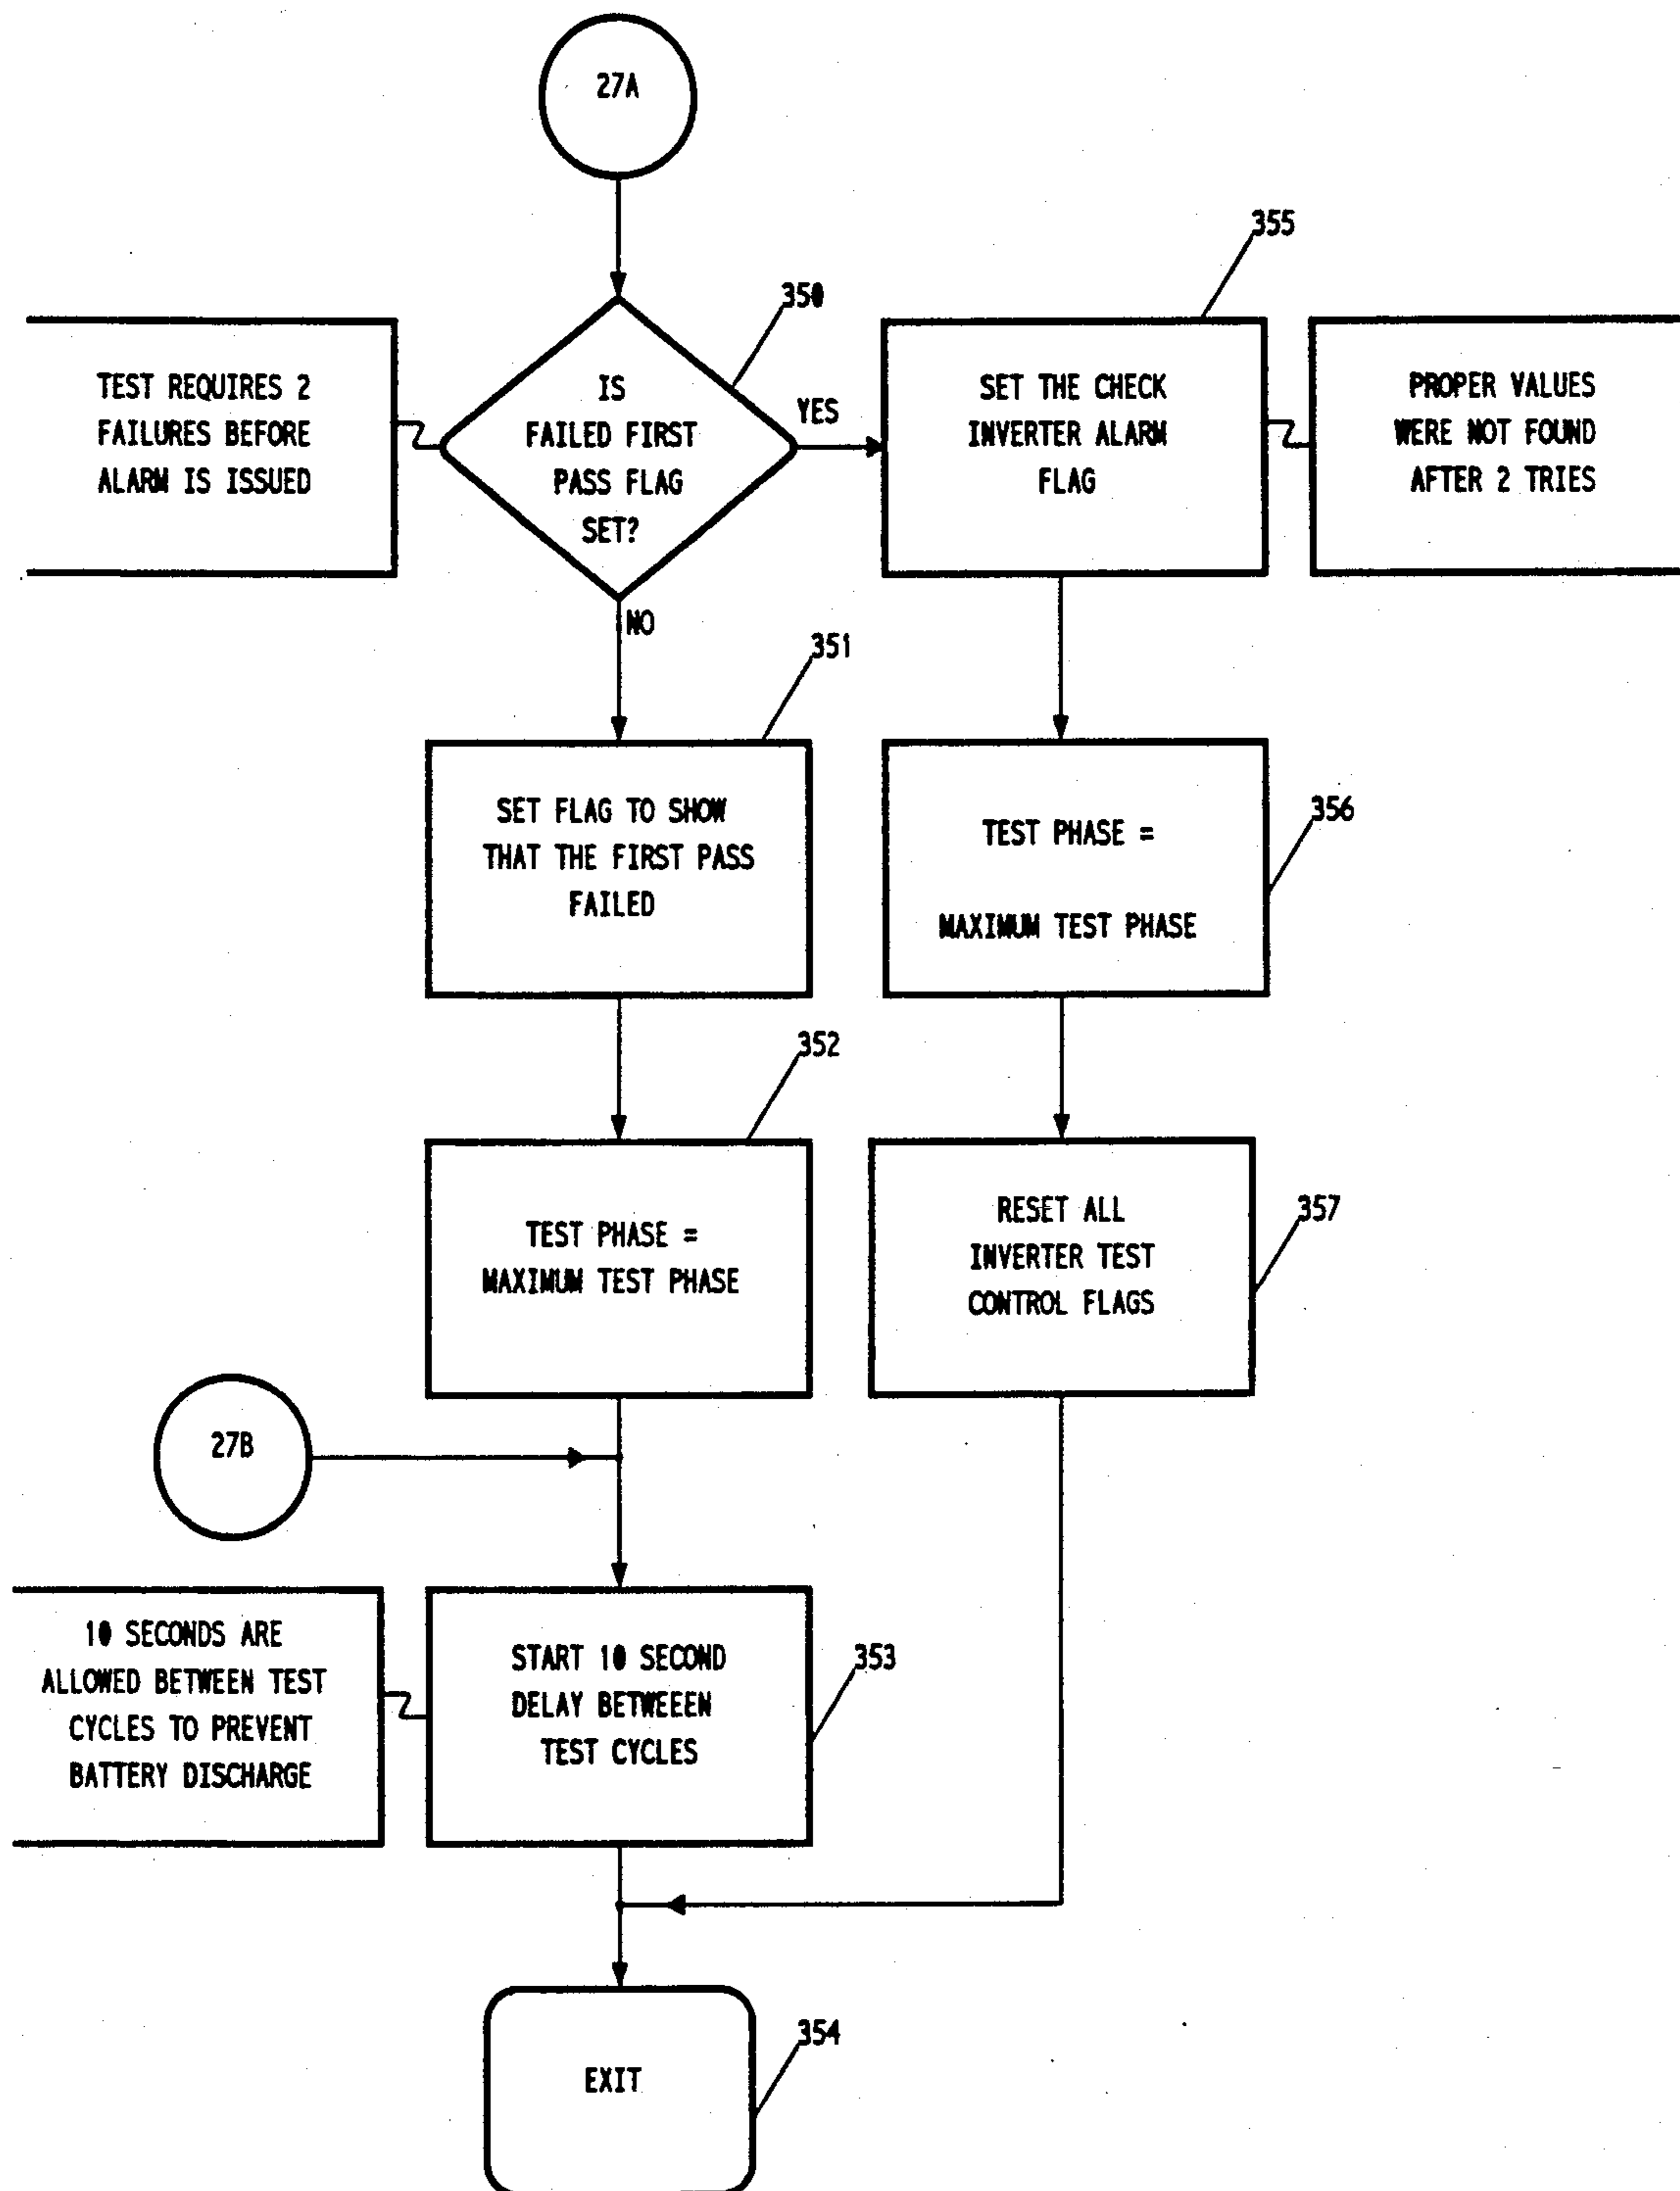 27A
355
350
TEST REQUIRES 2
FAILURES BEFORE
ALARM IS ISSUED
IS
FAILED FIRST
PASS FLAG
SET?
YES
SET THE CHECK
INVERTER ALARM
FLAG
PROPER VALUES
WERE NOT FOUND
AFTER 2 TRIES
NO
351
SET FLAG TO SHOW
THAT THE FIRST PASS
FAILED
356
TEST PHASE =
MAXIMUM TEST PHASE
352
TEST PHASE =
MAXIMUM TEST PHASE
357
RESET ALL
INVERTER TEST
CONTROL FLAGS
27B
10 SECONDS ARE
ALLOWED BETWEEN TEST
CYCLES TO PREVENT
BATTERY DISCHARGE
START 10 SECOND
DELAY BETWEEEN
TEST CYCLES
353
354
EXIT